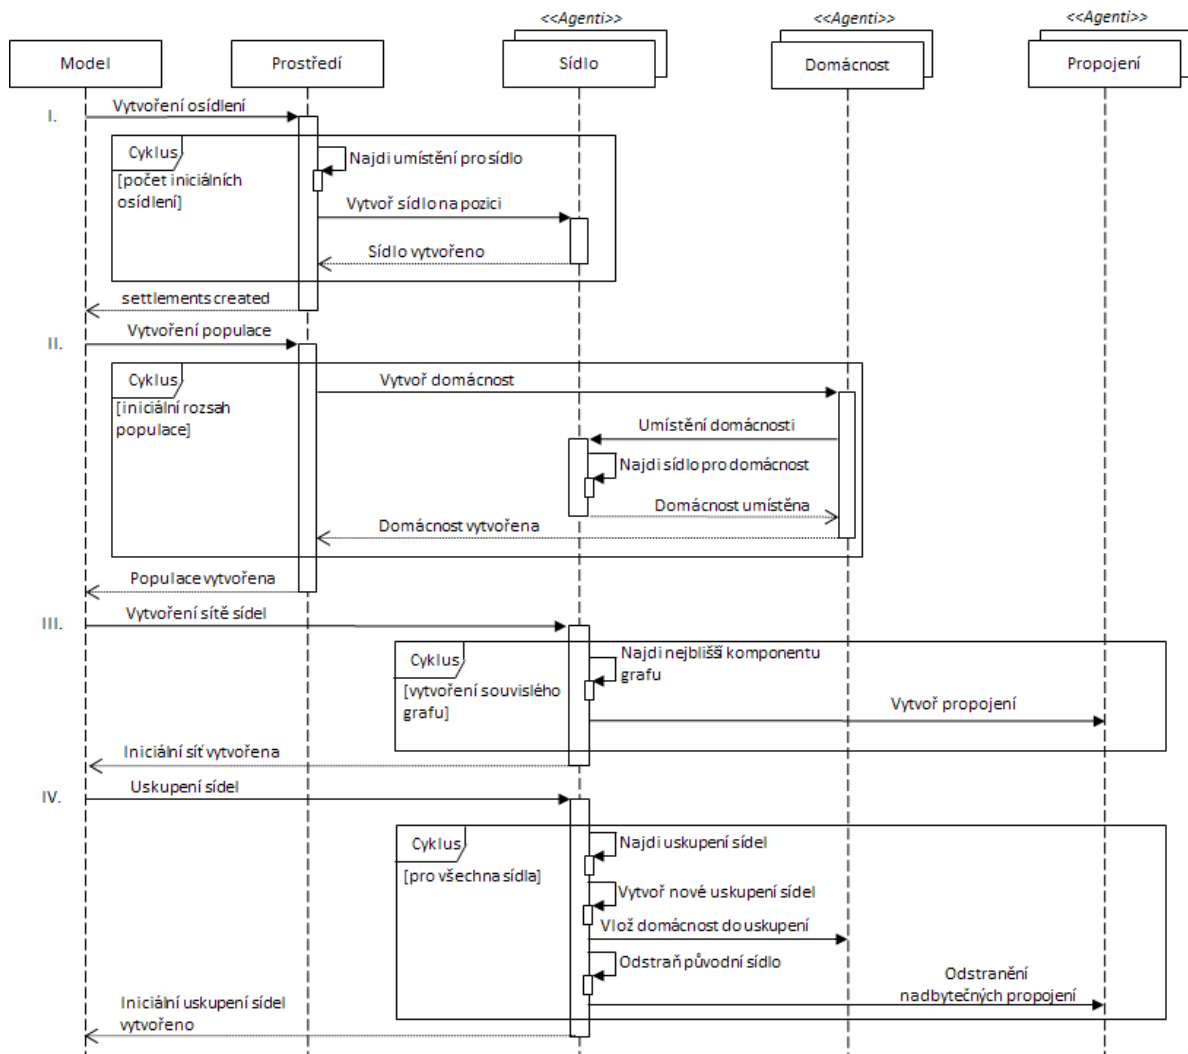 <<Agenti>>
<<Agenti>>
<<Agenti>>
Model
Prostředí
Sídlo
Domácnost
Propojení
I.
Vytvoření osídlení
Cyklus
[počet iniciálních
osídlení]
Najdi umístění pro sídlo
Vytvoř sídlo na pozici
Sídlo vytvořeno
settlements created
II.
Vytvoření populace
Cyklus
[iniciální rozsah
populace]
Vytvoř domácnost
Umístění domácnosti
Najdi sídlo pro domácnost
Domácnost umístěna
Domácnost vytvořena
Populace vytvořena
III.
Vytvoření sítě sídel
Cyklus
[vytvoření souvislého
grafu]
Najdi nejbližší komponentu
grafu
Vytvoř propojení
Iniciální síť vytvořena
IV.
Uskupení sídel
Cyklus
[pro všechna sídla]
Najdi uskupení sídel
Vytvoř nové uskupení sídel
Vlož domácnost do uskupení
Odstraň původní sídlo
Odstranění
nadbytečných propojení
Iniciální uskupení sídel
vytvořeno